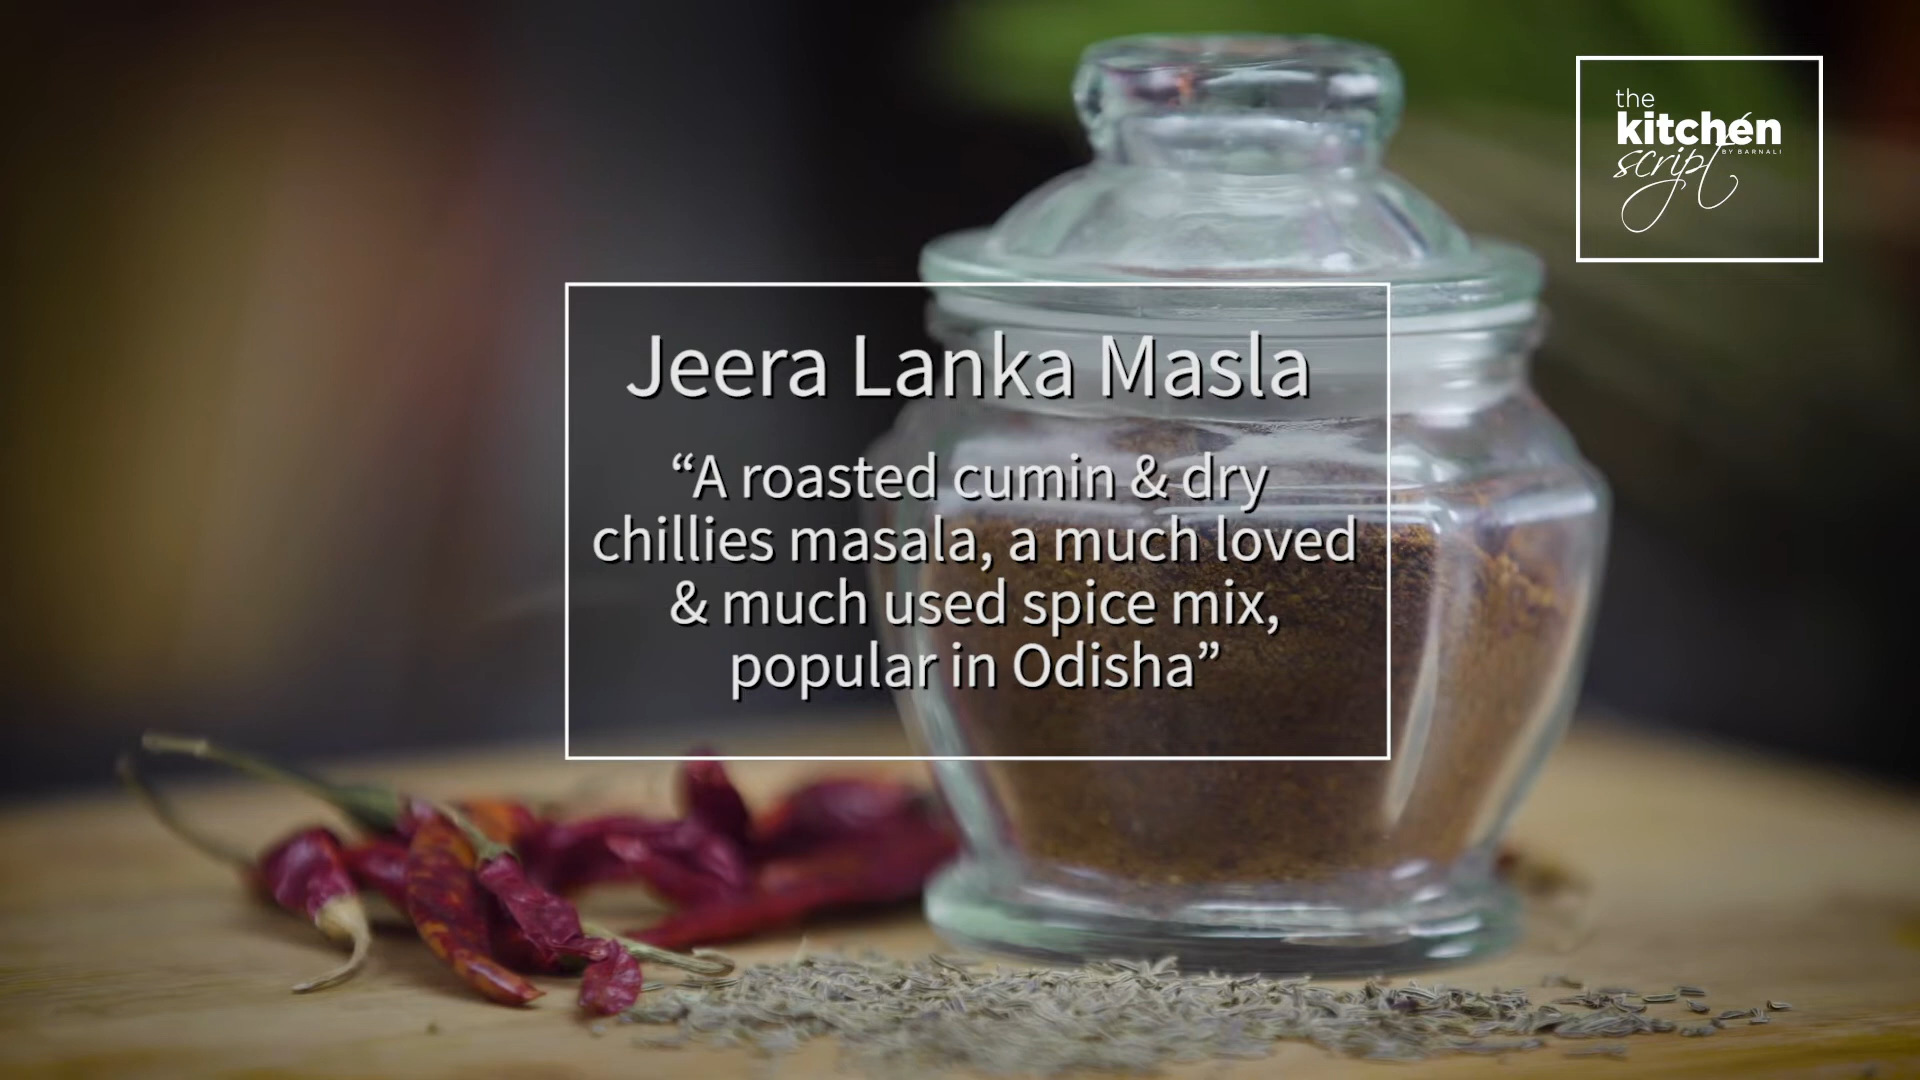 the
kitchén
BY BARNALI
script
Jeera Lanka Masla
“A roasted cumin & dry
chillies masala, a much loved
& much used spice mix,
popular in Odisha”